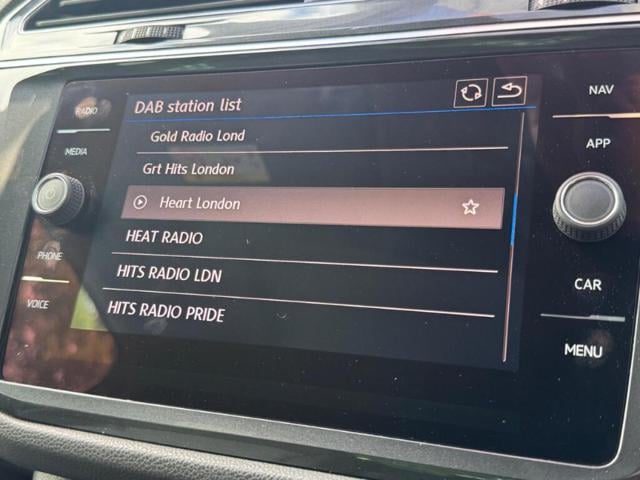 RADIO
MEDIA
PHONE
VOICE
DAB station list
Gold Radio Lond
Grt Hits London
Heart London
HEAT RADIO
HITS RADIO LDN
HITS RADIO PRIDE
NAV
APP
CAR
MENU